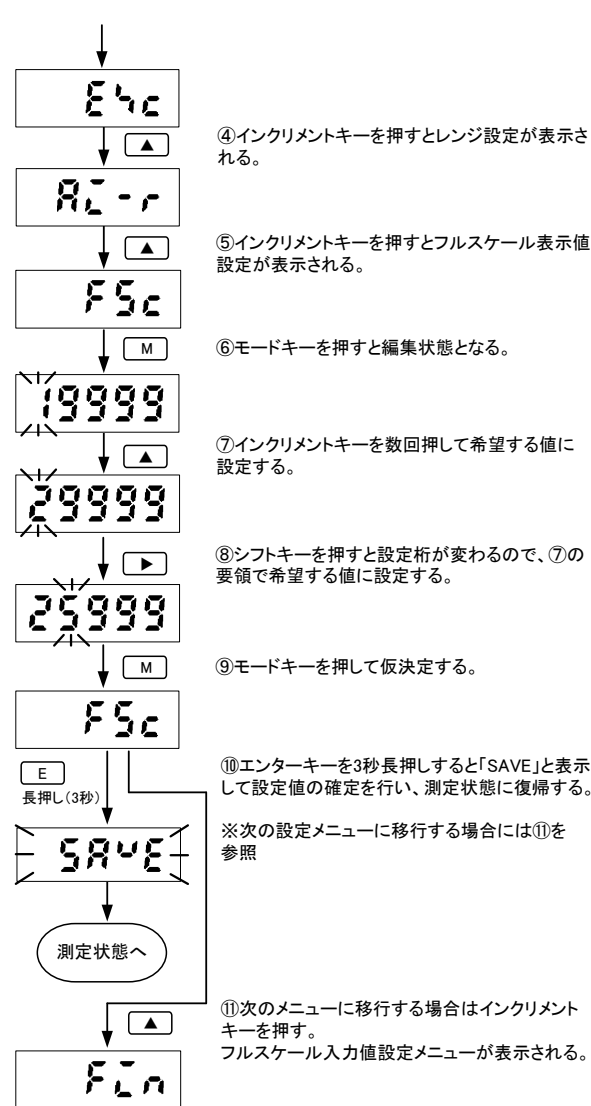 E4c
▲
④インクリメントキーを押すとレンジ設定が表示さ
れる。
Ai-r
▲
⑤インクリメントキーを押すとフルスケール表示値
設定が表示される。
FSc
M
⑥モードキーを押すと編集状態となる。
19999
▲
⑦インクリメントキーを数回押して希望する値に
設定する。
29999
▶
⑧シフトキーを押すと設定桁が変わるので、⑦の
要領で希望する値に設定する。
25999
M
⑨モードキーを押して仮決定する。
FSc
E
長押し(3秒)
⑩エンターキーを3秒長押しすると「SAVE」と表示
して設定値の確定を行い、測定状態に復帰する。
※次の設定メニューに移行する場合には⑪を
参照
SAvE
測定状態へ
⑪次のメニューに移行する場合はインクリメント
キーを押す。
フルスケール入力値設定メニューが表示される。
▲
Fin